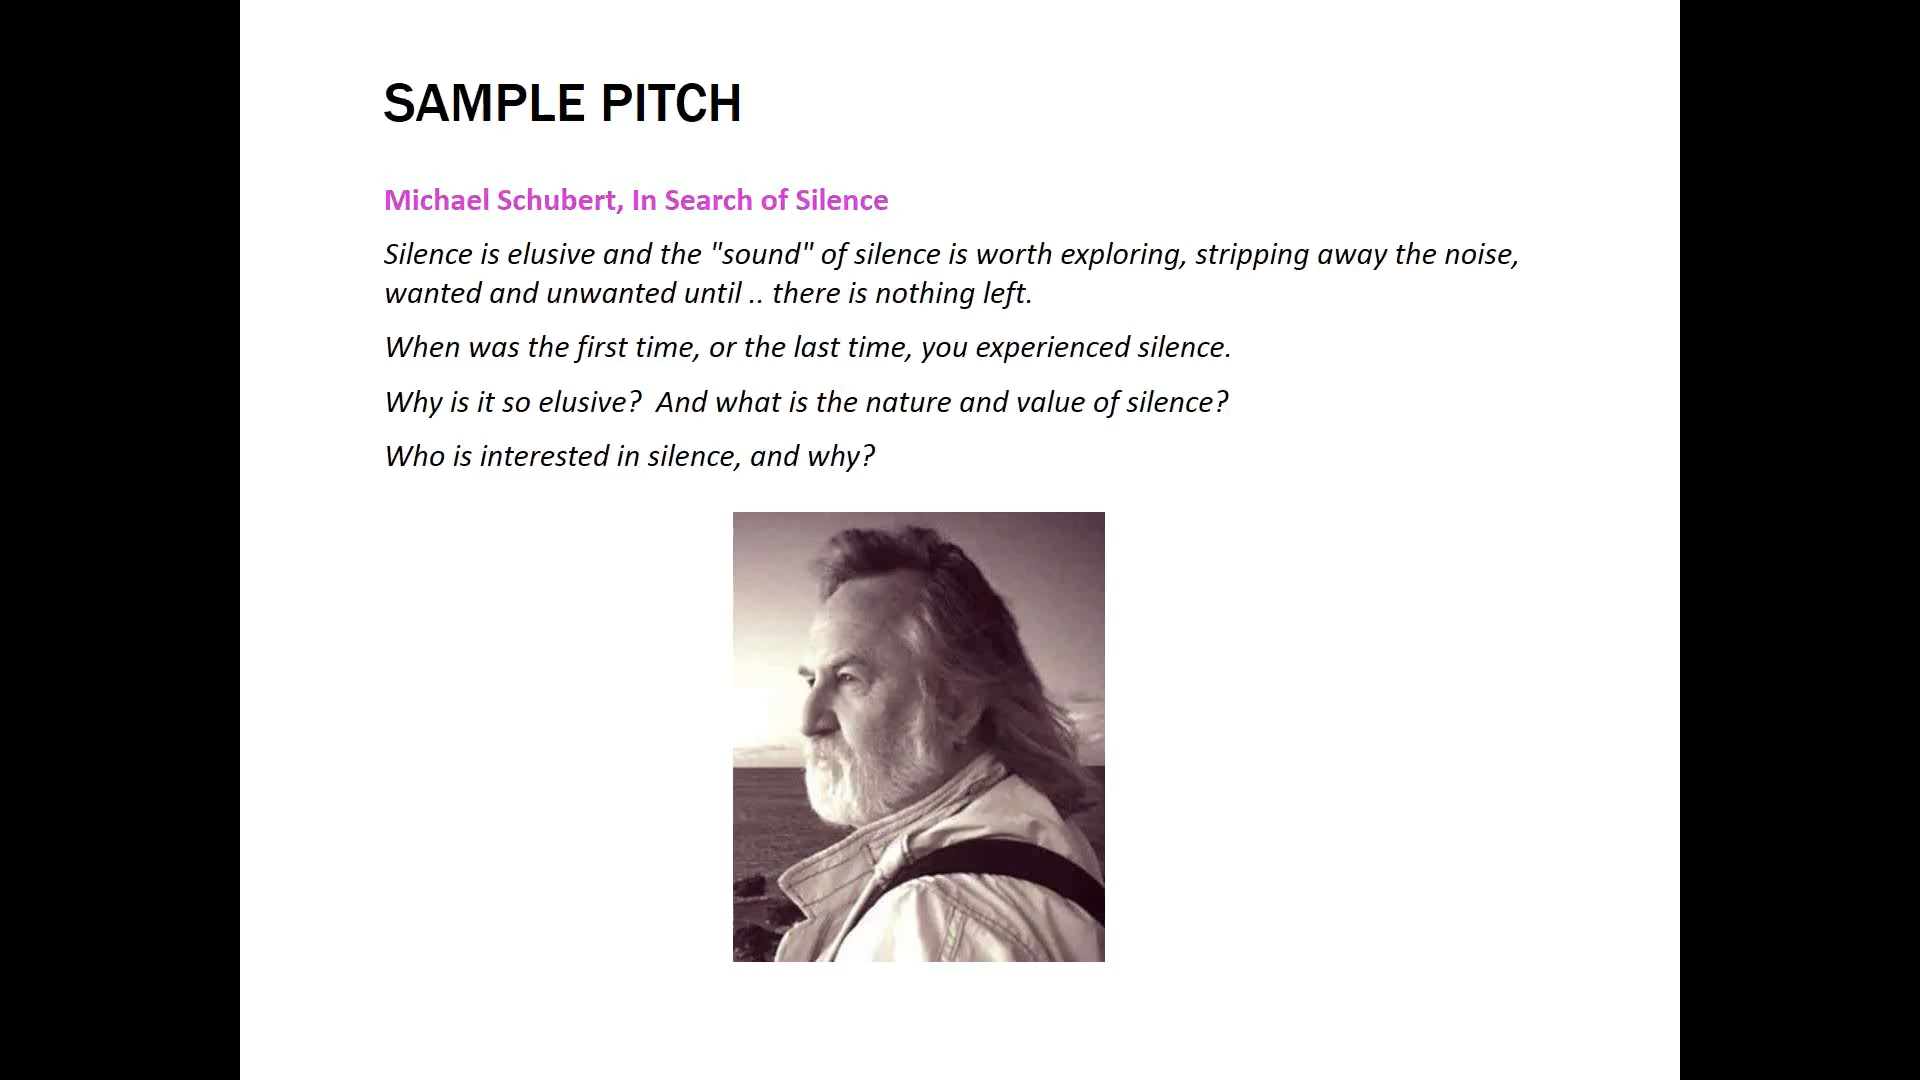 SAMPLE PITCH
Michael Schubert, In Search of Silence
Silence is elusive and the "sound" of silence is worth exploring, stripping away the noise,
wanted and unwanted until .. there is nothing left.
When was the first time, or the last time, you experienced silence.
Why is it so elusive?  And what is the nature and value of silence?
Who is interested in silence, and why?